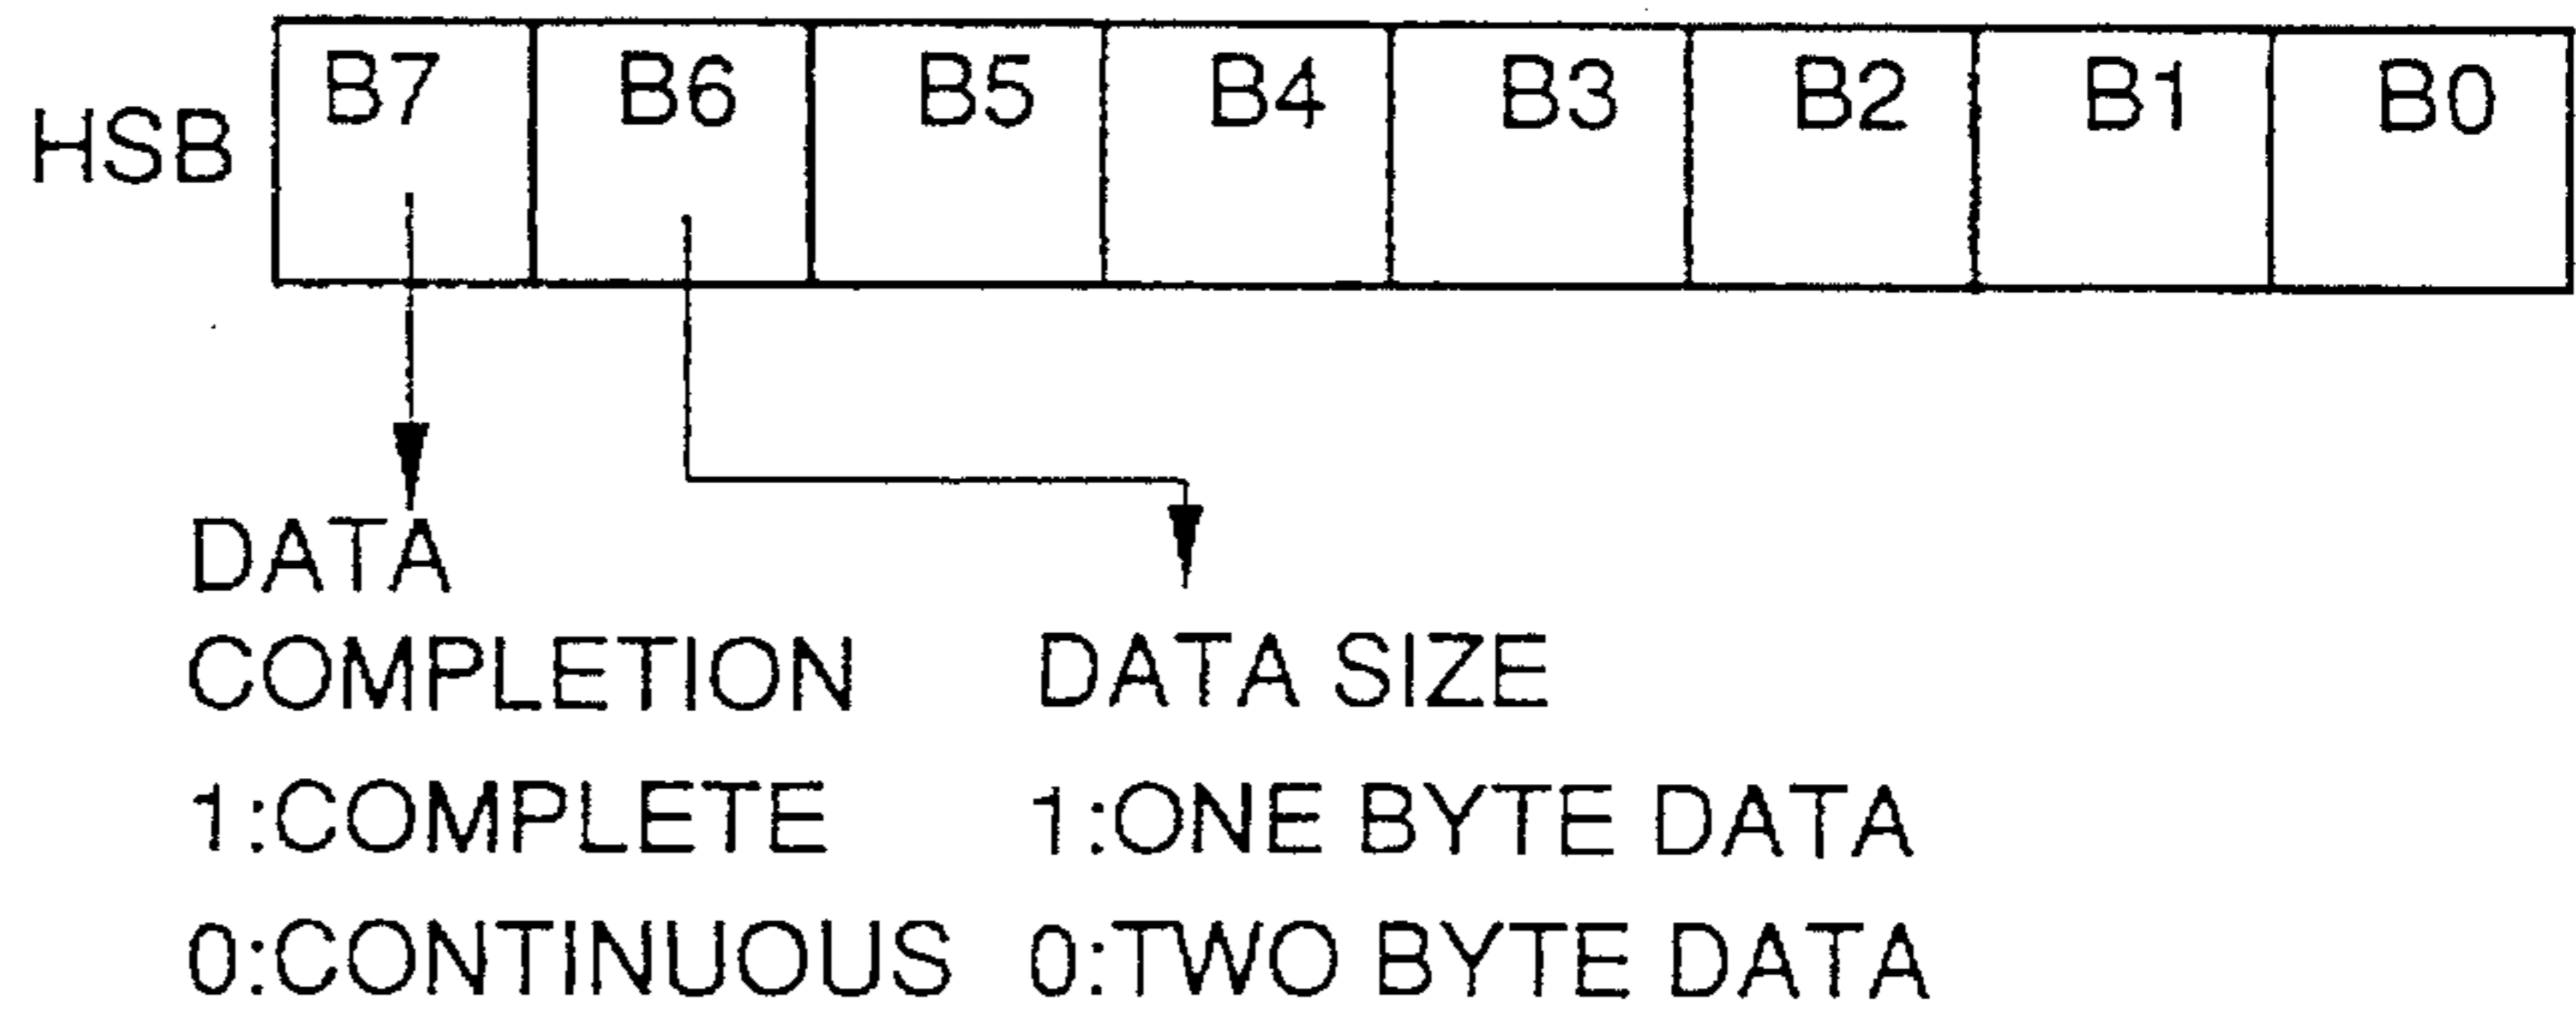 HSB B7 B6 B5 B4 B3 B2 B1 B0
DATA
COMPLETION
1:COMPLETE
0:CONTINUOUS
DATA SIZE
1:ONE BYTE DATA
0:TWO BYTE DATA